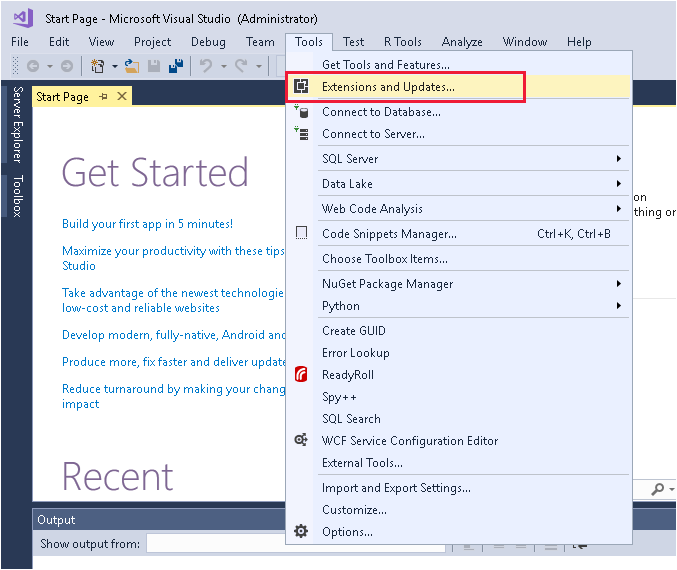 Start Page - Microsoft Visual Studio (Administrator)
File Edit View Project Debug Team Tools Test R Tools Analyze Window Help
Server Explorer
Toolbox
Start Page
Get Started
Build your first app in 5 minutes!
Maximize your productivity with these tips
Studio
Take advantage of the newest technologie
low-cost and reliable websites
Develop modern, fully-native, Android and
Produce more, fix faster and deliver update
Reduce turnaround by making your chang
impact
Recent
Get Tools and Features...
Extensions and Updates...
Connect to Database...
Connect to Server...
SQL Server
Data Lake
Web Code Analysis
Code Snippets Manager... Ctrl+K, Ctrl+B
Choose Toolbox Items...
NuGet Package Manager
Python
Create GUID
Error Lookup
ReadyRoll
Spy++
SQL Search
WCF Service Configuration Editor
External Tools...
Import and Export Settings...
Customize...
Options...
on
thing or
Output
Show output from: